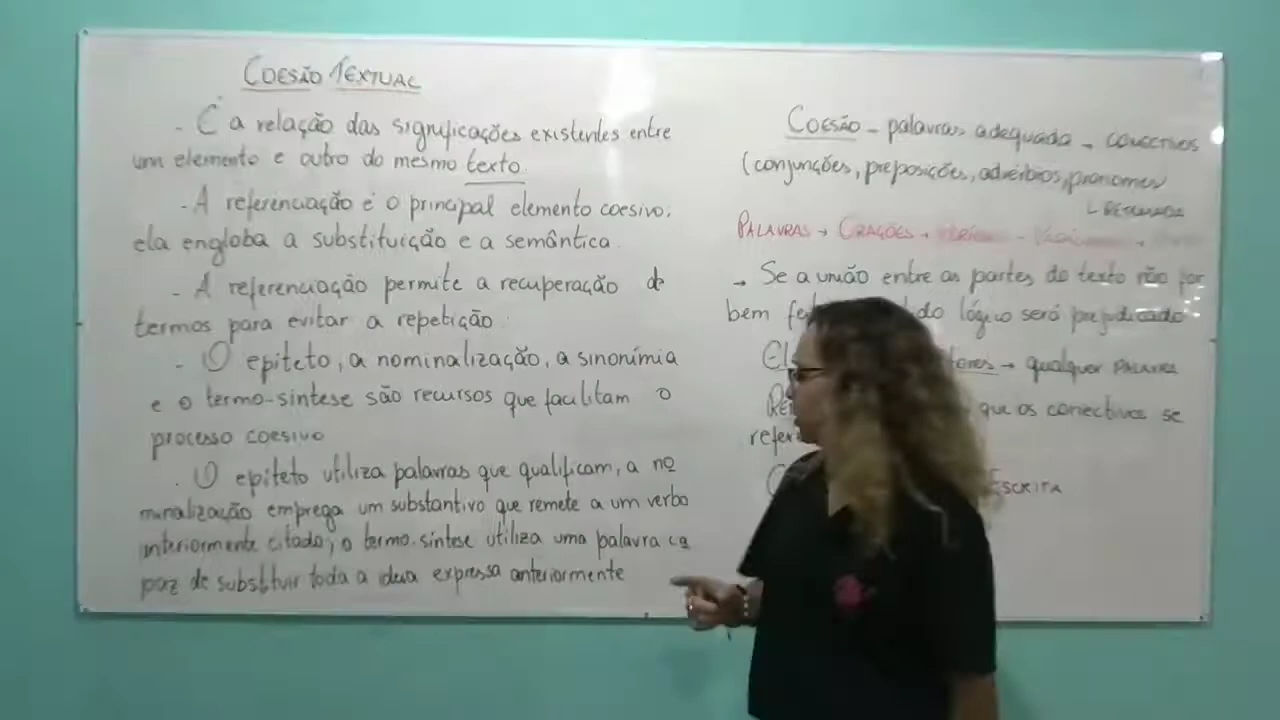 COESÃO TEXTUAL
- É a relação das significações existentes entre
um elemento e outro do mesmo texto.
- A referenciação é o principal elemento coesivo;
ela engloba a substituição e a semântica.
- A referenciação permite a recuperação de
termos para evitar a repetição.
- O epíteto, a nominalização, a sinonímia
e o termo-síntese são recursos que facilitam o
processo coesivo
. O epíteto utiliza palavras que qualificam, a no
minalização emprega um substantivo que remete a um verbo
anteriormente citado; o termo-síntese utiliza uma palavra ca
paz de substituir toda a ideia expressa anteriormente
COESÃO - palavras adequada - conectivos
(conjunções, preposições, advérbios, pronomes
RETOMADA
PALAVRAS → ORAÇÕES →
→ Se a união entre as partes do texto não for
bem lógico será prejudicado
→ qualquer PALAVRA
que os conectivos se
ESCRITA